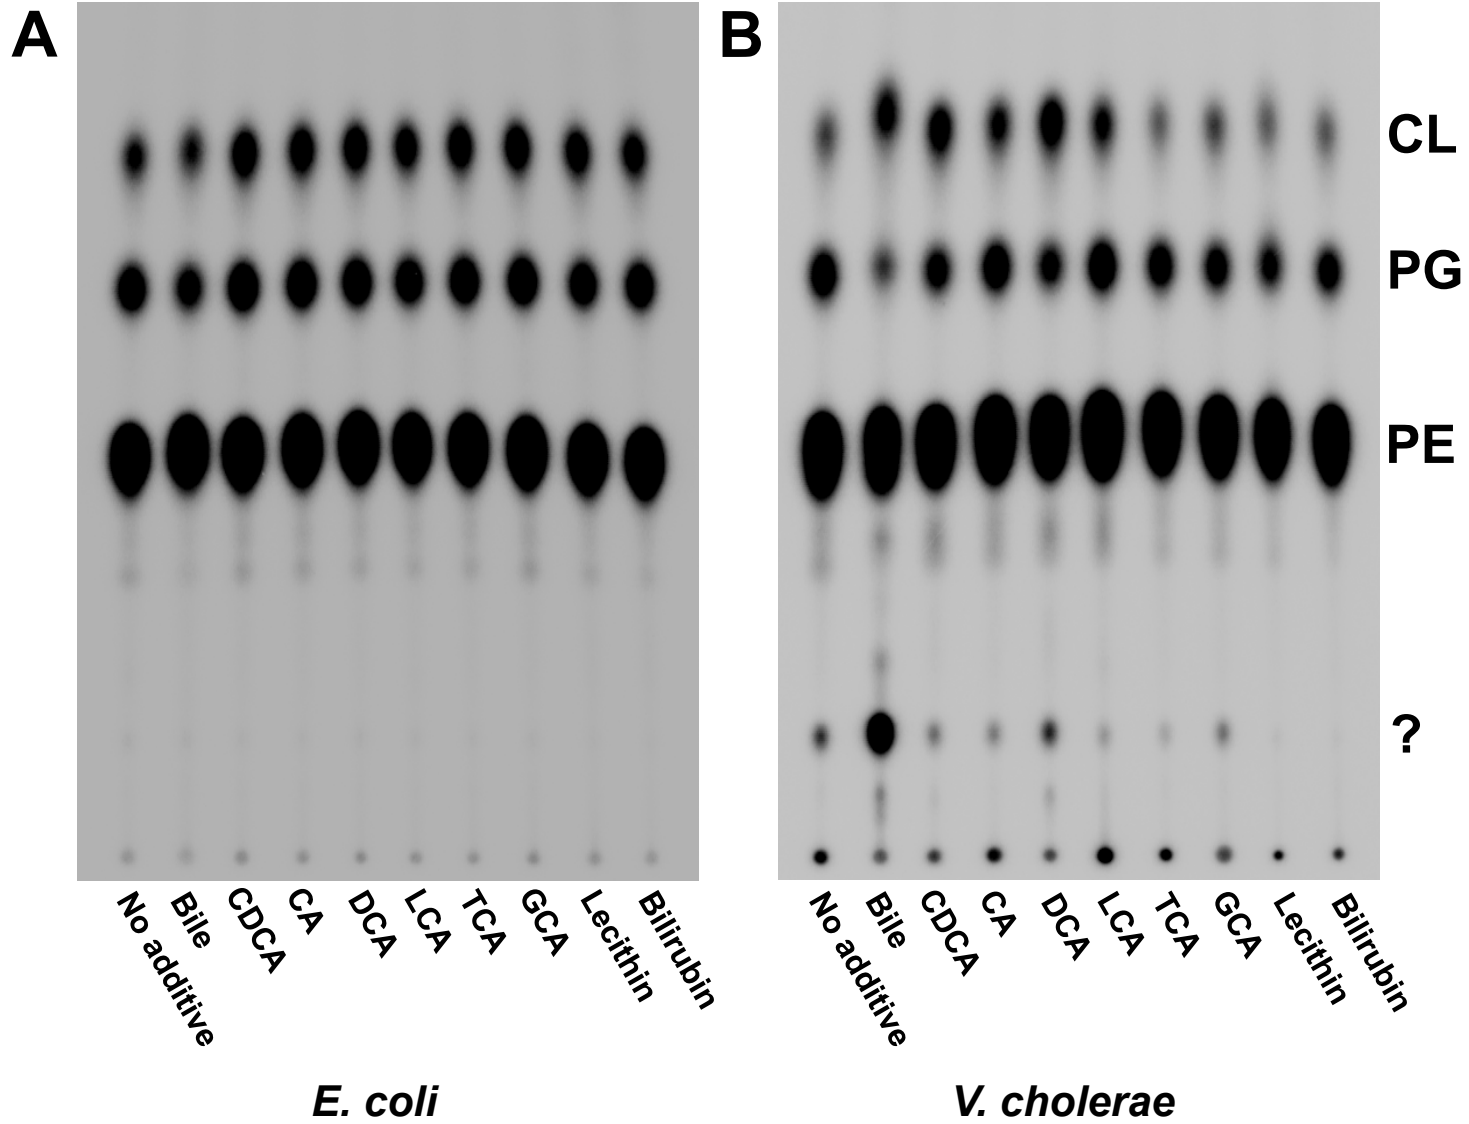 A
B
CL
PG
PE
?
No additive
Bile
CDCA
CA
DCA
LCA
TCA
GCA
Lecithin
Bilirubin
No additive
Bile
CDCA
CA
DCA
LCA
TCA
GCA
Lecithin
Bilirubin
E. coli
V. cholerae